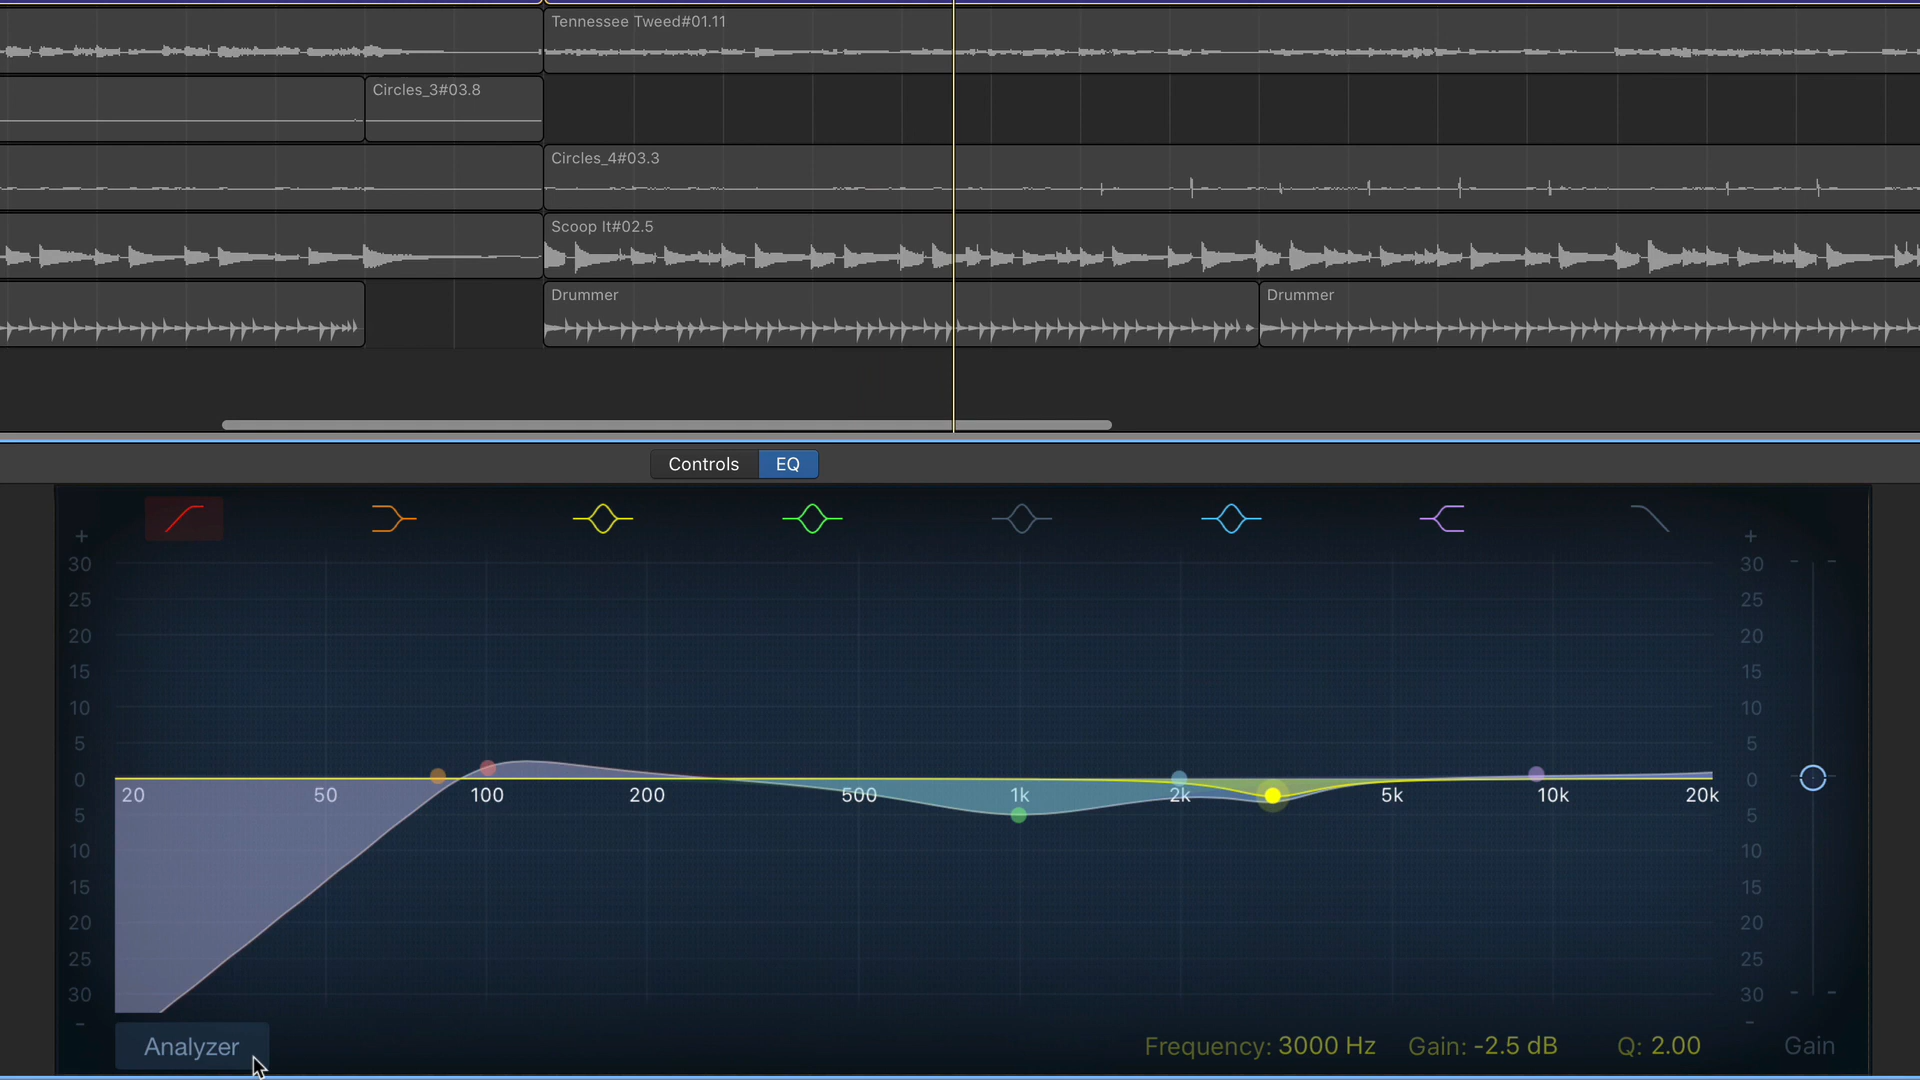 Tennessee Tweed#01.11
Circles_3#03.8
Circles_4#03.3
Scoop It#02.5
Drummer Drummer
Controls EQ
+ +
30 30
25 25
20 20
15 15
10 10
5 5
0 0
20 50 100 200 500 1k 2k 5k 10k 20k
5 5
10 10
15 15
20 20
25 25
30 30
- -
Analyzer Frequency: 3000 Hz Gain: -2.5 dB Q: 2.00 Gain